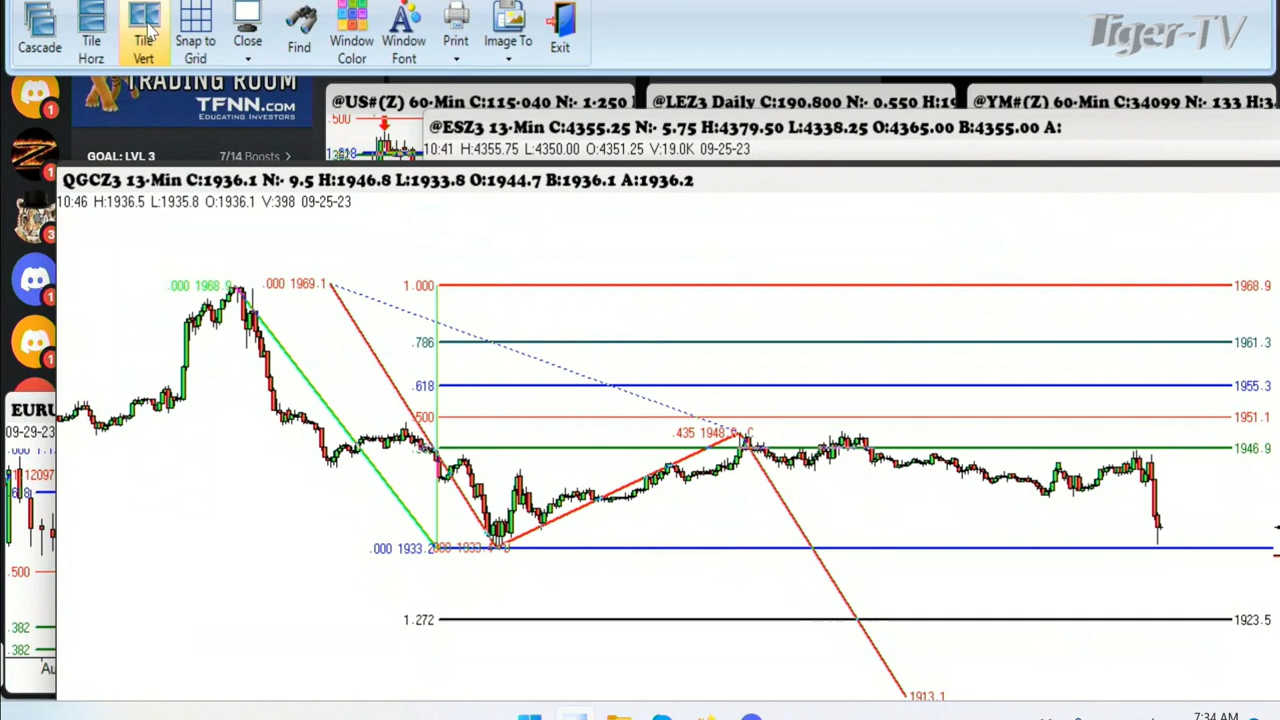 Cascade
Tile Horz
Tile Vert
Snap to Grid
Close
Find
Window Color
Window Font
Print
Image To
Exit
Tiger-TV
TRADING ROOM
TFNN.COM
EDUCATING INVESTORS
GOAL: LVL 3
7/14 Boosts >
@US#(Z) 60-Min C:115-040 N:- 1-250
@LEZ3 Daily C:190.800 N:- 0.550
@YM#(Z) 60-Min C:34099 N:- 133
@ESZ3 13-Min C:4355.25 N:- 5.75 H:4379.50 L:4338.25 O:4365.00 B:4355.00 A:
10:41 H:4355.75 L:4350.00 O:4351.25 V:19.0K 09-25-23
QGCZ3 13-Min C:1936.1 N:- 9.5 H:1946.8 L:1933.8 O:1944.7 B:1936.1 A:1936.2
10:46 H:1936.5 L:1935.8 O:1936.1 V:398 09-25-23
.000 1968.9
.000 1969.1
1.000
1968.9
.786
1961.3
.618
1955.3
.500
1951.1
.435 1948.
1946.9
.000 1933.2
1.272
1923.5
1913.1
09-29-23
.500
.382
.382
7:34 AM